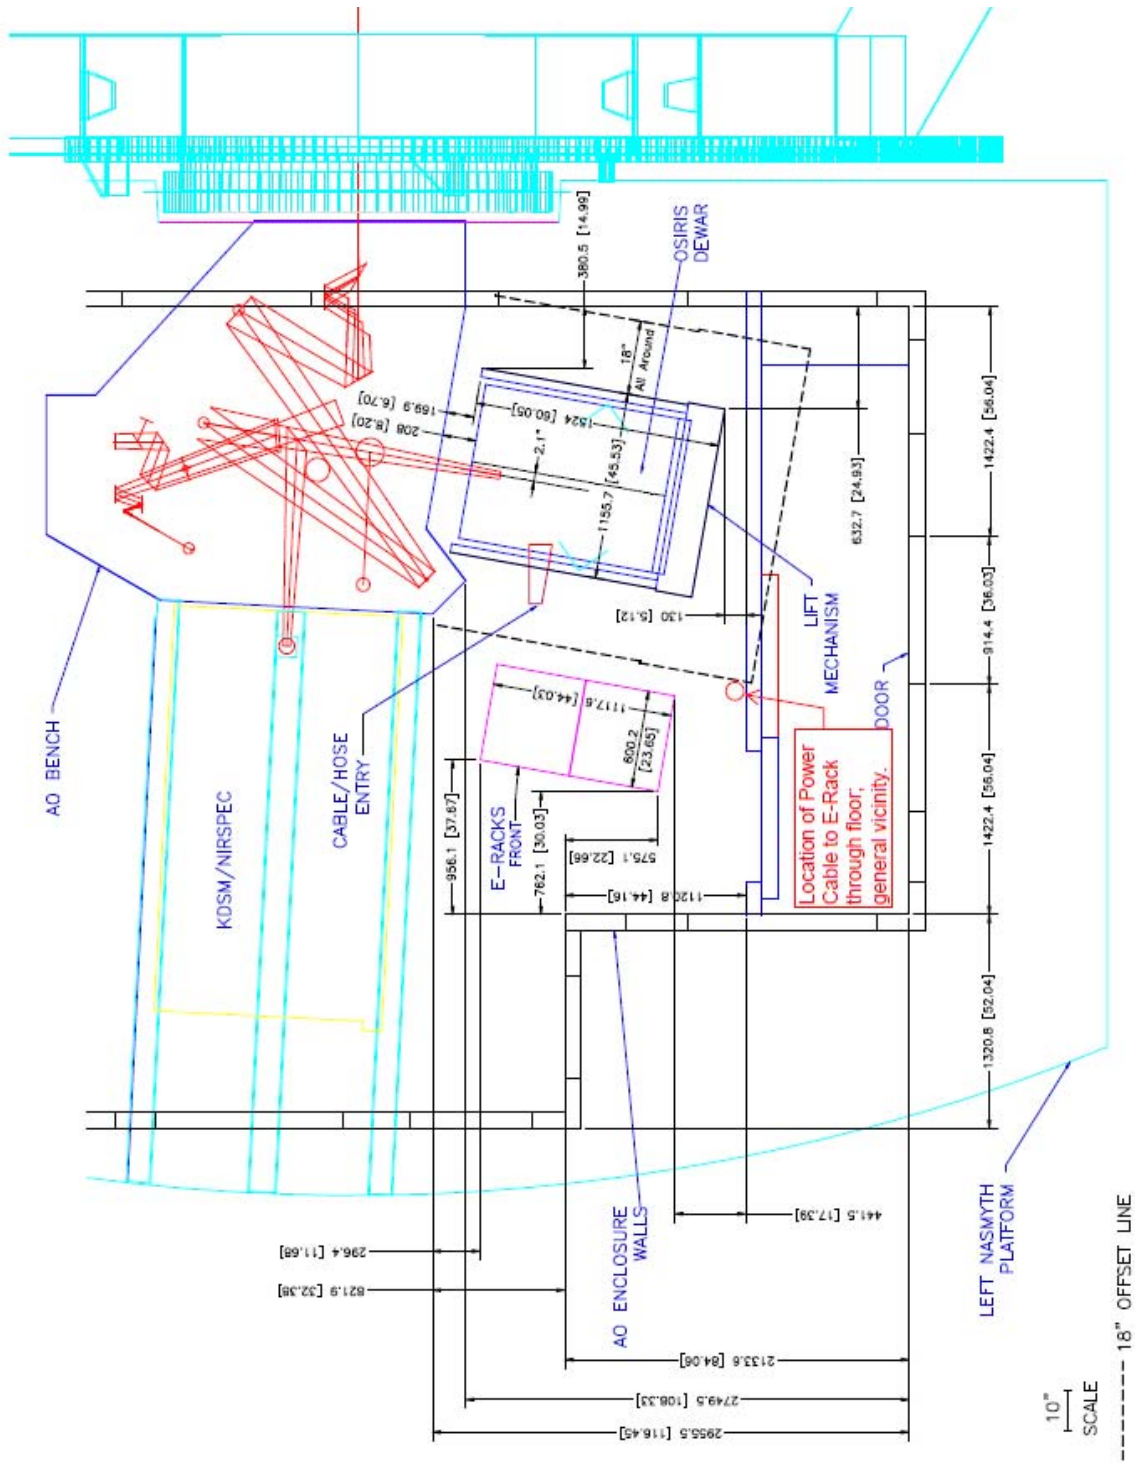 380.5 [14.99]
OSIRIS
DEWAR
18"
All Around
169.9 [6.70]
208 [8.20]
1524 [60.05]
2.1"
1155.7
[45.53]
632.7 [24.93]
1422.4 [56.04]
914.4 [36.03]
1422.4 [56.04]
1320.8 [52.04]
AO BENCH
KDSM/NIRSPEC
CABLE/HOSE
ENTRY
130 [5.12]
LIFT
MECHANISM
DOOR
1117.6 [44.03]
600.2
[23.65]
E-RACKS
FRONT
956.1 [37.67]
762.1 [30.03]
575.1 [22.66]
1120.8 [44.16]
Location of Power
Cable to E-Rack
through floor;
general vicinity.
441.5 [17.39]
296.4 [11.68]
821.9 [32.38]
AO ENCLOSURE
WALLS
2133.6 [84.06]
2749.5 [108.33]
2955.5 [116.45]
LEFT NASMYTH
PLATFORM
10"
SCALE
18" OFFSET LINE